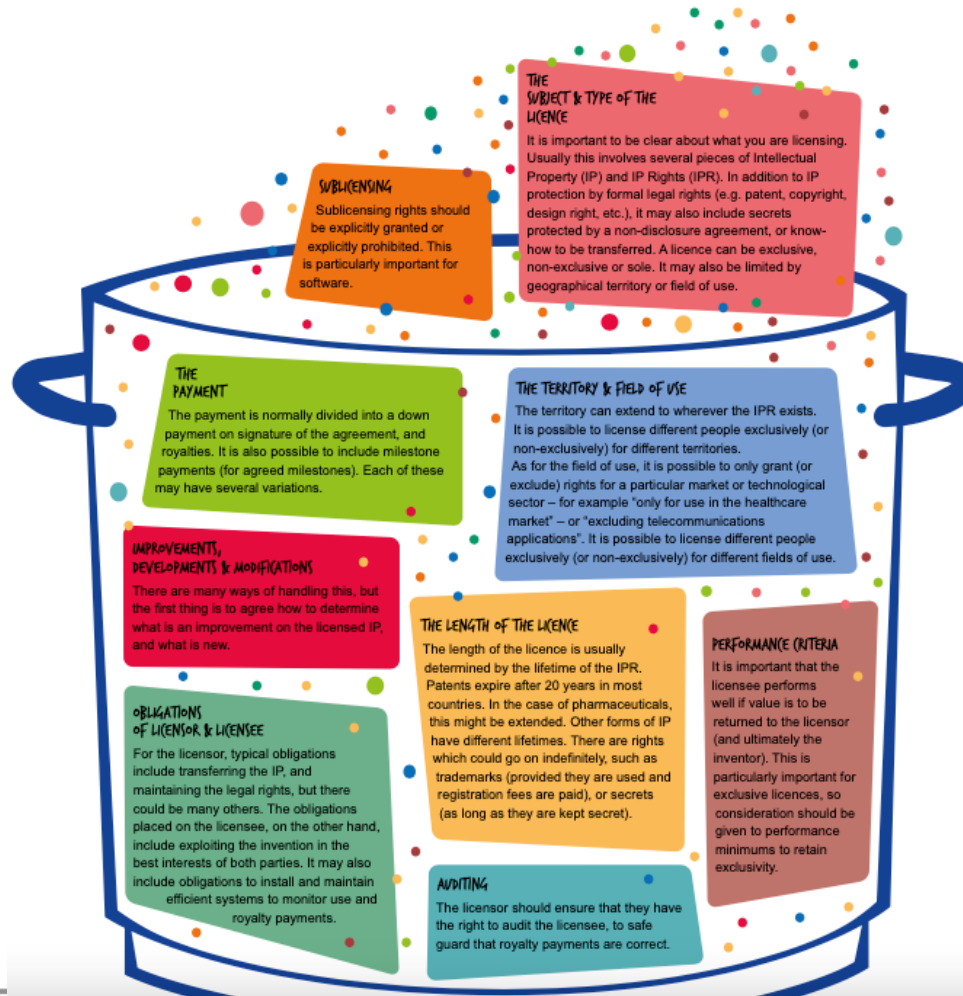 THE
SUBJECT & TYPE OF THE
LICENCE
It is important to be clear about what you are licensing.
Usually this involves several pieces of Intellectual
Property (IP) and IP Rights (IPR). In addition to IP
protection by formal legal rights (e.g. patent, copyright,
design right, etc.), it may also include secrets
protected by a non-disclosure agreement, or know-
how to be transferred. A licence can be exclusive,
non-exclusive or sole. It may also be limited by
geographical territory or field of use.
SUBLICENSING
Sublicensing rights should
be explicitly granted or
explicitly prohibited. This
is particularly important for
software.
THE
PAYMENT
The payment is normally divided into a down
payment on signature of the agreement, and
royalties. It is also possible to include milestone
payments (for agreed milestones). Each of these
may have several variations.
THE TERRITORY & FIELD OF USE
The territory can extend to wherever the IPR exists.
It is possible to license different people exclusively (or
non-exclusively) for different territories.
As for the field of use, it is possible to only grant (or
exclude) rights for a particular market or technological
sector – for example “only for use in the healthcare
market” – or “excluding telecommunications
applications”. It is possible to license different people
exclusively (or non-exclusively) for different fields of use.
IMPROVEMENTS,
DEVELOPMENTS & MODIFICATIONS
There are many ways of handling this, but
the first thing is to agree how to determine
what is an improvement on the licensed IP,
and what is new.
THE LENGTH OF THE LICENCE
The length of the licence is usually
determined by the lifetime of the IPR.
Patents expire after 20 years in most
countries. In the case of pharmaceuticals,
this might be extended. Other forms of IP
have different lifetimes. There are rights
which could go on indefinitely, such as
trademarks (provided they are used and
registration fees are paid), or secrets
(as long as they are kept secret).
PERFORMANCE CRITERIA
It is important that the
licensee performs
well if value is to be
returned to the licensor
(and ultimately the
inventor). This is
particularly important for
exclusive licences, so
consideration should be
given to performance
minimums to retain
exclusivity.
OBLIGATIONS
OF LICENSOR & LICENSEE
For the licensor, typical obligations
include transferring the IP, and
maintaining the legal rights, but there
could be many others. The obligations
placed on the licensee, on the other hand,
include exploiting the invention in the
best interests of both parties. It may also
include obligations to install and maintain
efficient systems to monitor use and
royalty payments.
AUDITING
The licensor should ensure that they have
the right to audit the licensee, to safe
guard that royalty payments are correct.